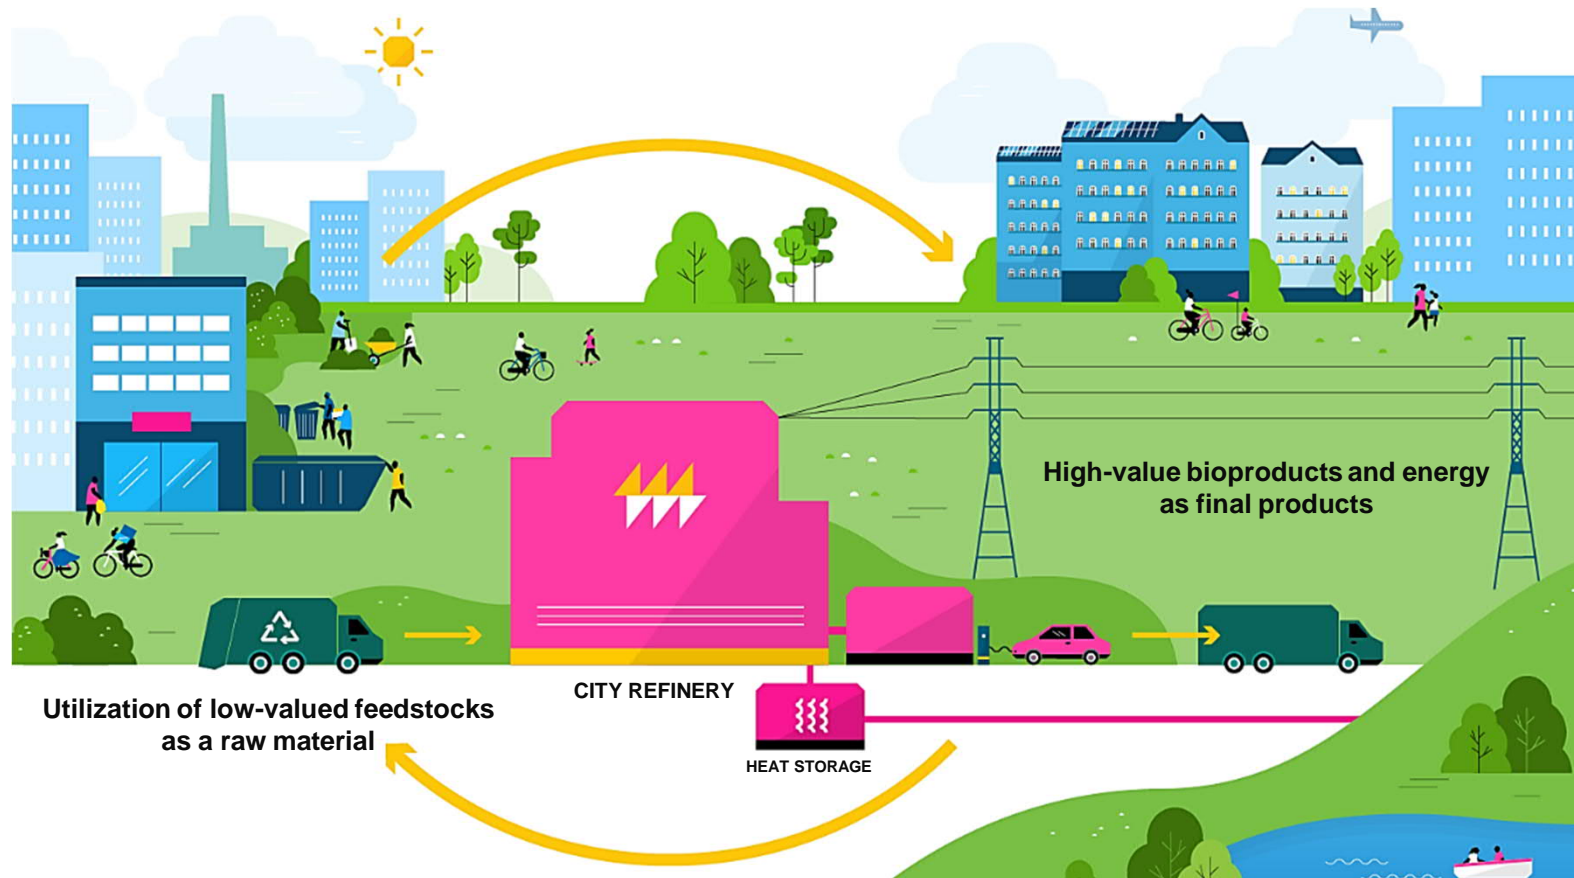 High-value bioproducts and energy
as final products
CITY REFINERY
Utilization of low-valued feedstocks
as a raw material
HEAT STORAGE